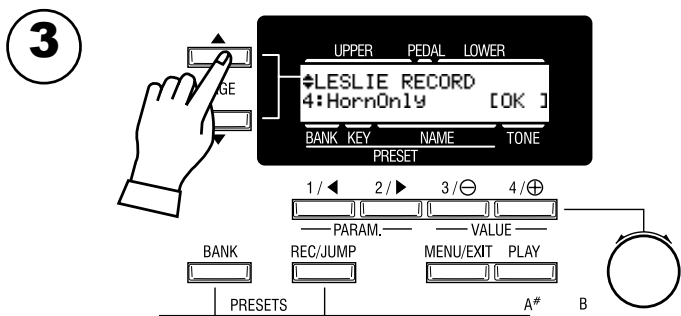 3
▲
UPPER PEDAL LOWER
LESLIE RECORD
4:HornOnly [OK ]
▼
BANK KEY NAME TONE
PRESET
1/◀ 2/▶ 3/⊖ 4/⊕
PARAM. VALUE
BANK REC/JUMP MENU/EXIT PLAY
PRESETS A# B